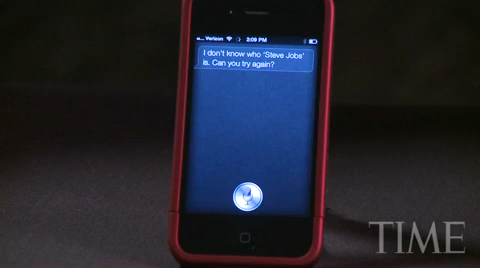 Verizon 2:09 PM
I don't know who 'Steve Jobs'
is. Can you try again?
TIME